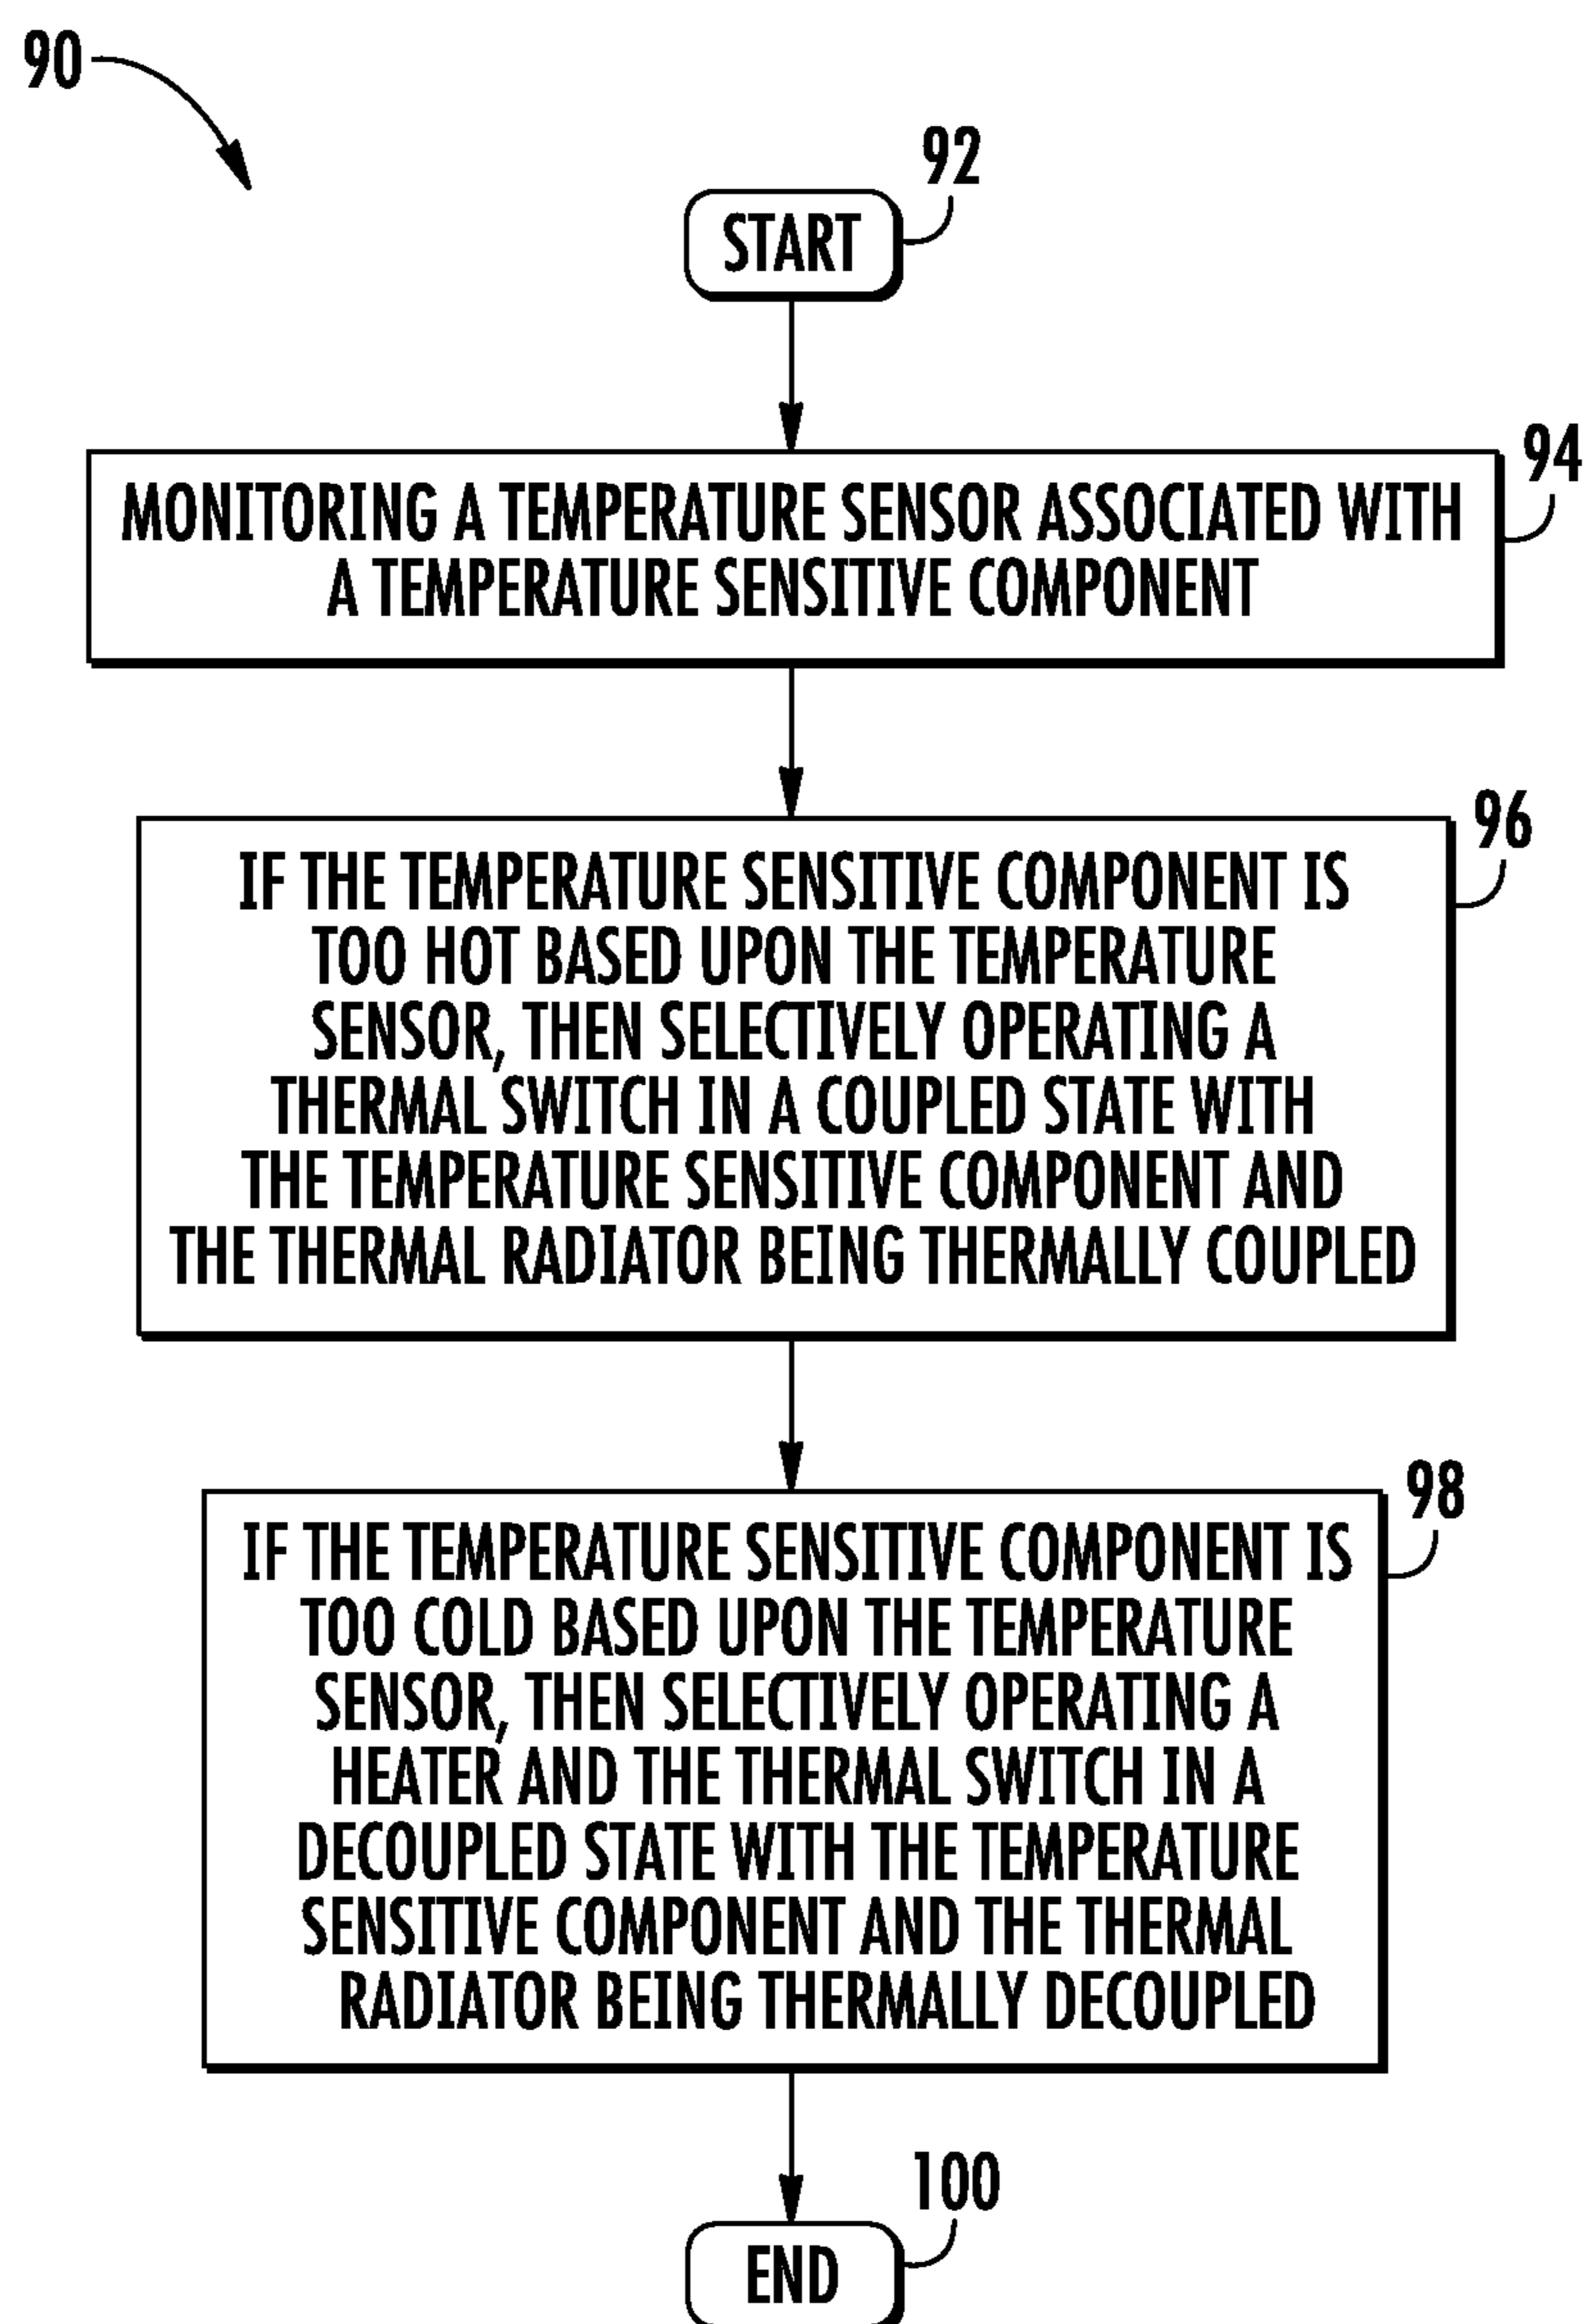 90
92
START
94
MONITORING A TEMPERATURE SENSOR ASSOCIATED WITH
A TEMPERATURE SENSITIVE COMPONENT
96
IF THE TEMPERATURE SENSITIVE COMPONENT IS
TOO HOT BASED UPON THE TEMPERATURE
SENSOR, THEN SELECTIVELY OPERATING A
THERMAL SWITCH IN A COUPLED STATE WITH
THE TEMPERATURE SENSITIVE COMPONENT AND
THE THERMAL RADIATOR BEING THERMALLY COUPLED
98
IF THE TEMPERATURE SENSITIVE COMPONENT IS
TOO COLD BASED UPON THE TEMPERATURE
SENSOR, THEN SELECTIVELY OPERATING A
HEATER AND THE THERMAL SWITCH IN A
DECOUPLED STATE WITH THE TEMPERATURE
SENSITIVE COMPONENT AND THE THERMAL
RADIATOR BEING THERMALLY DECOUPLED
100
END